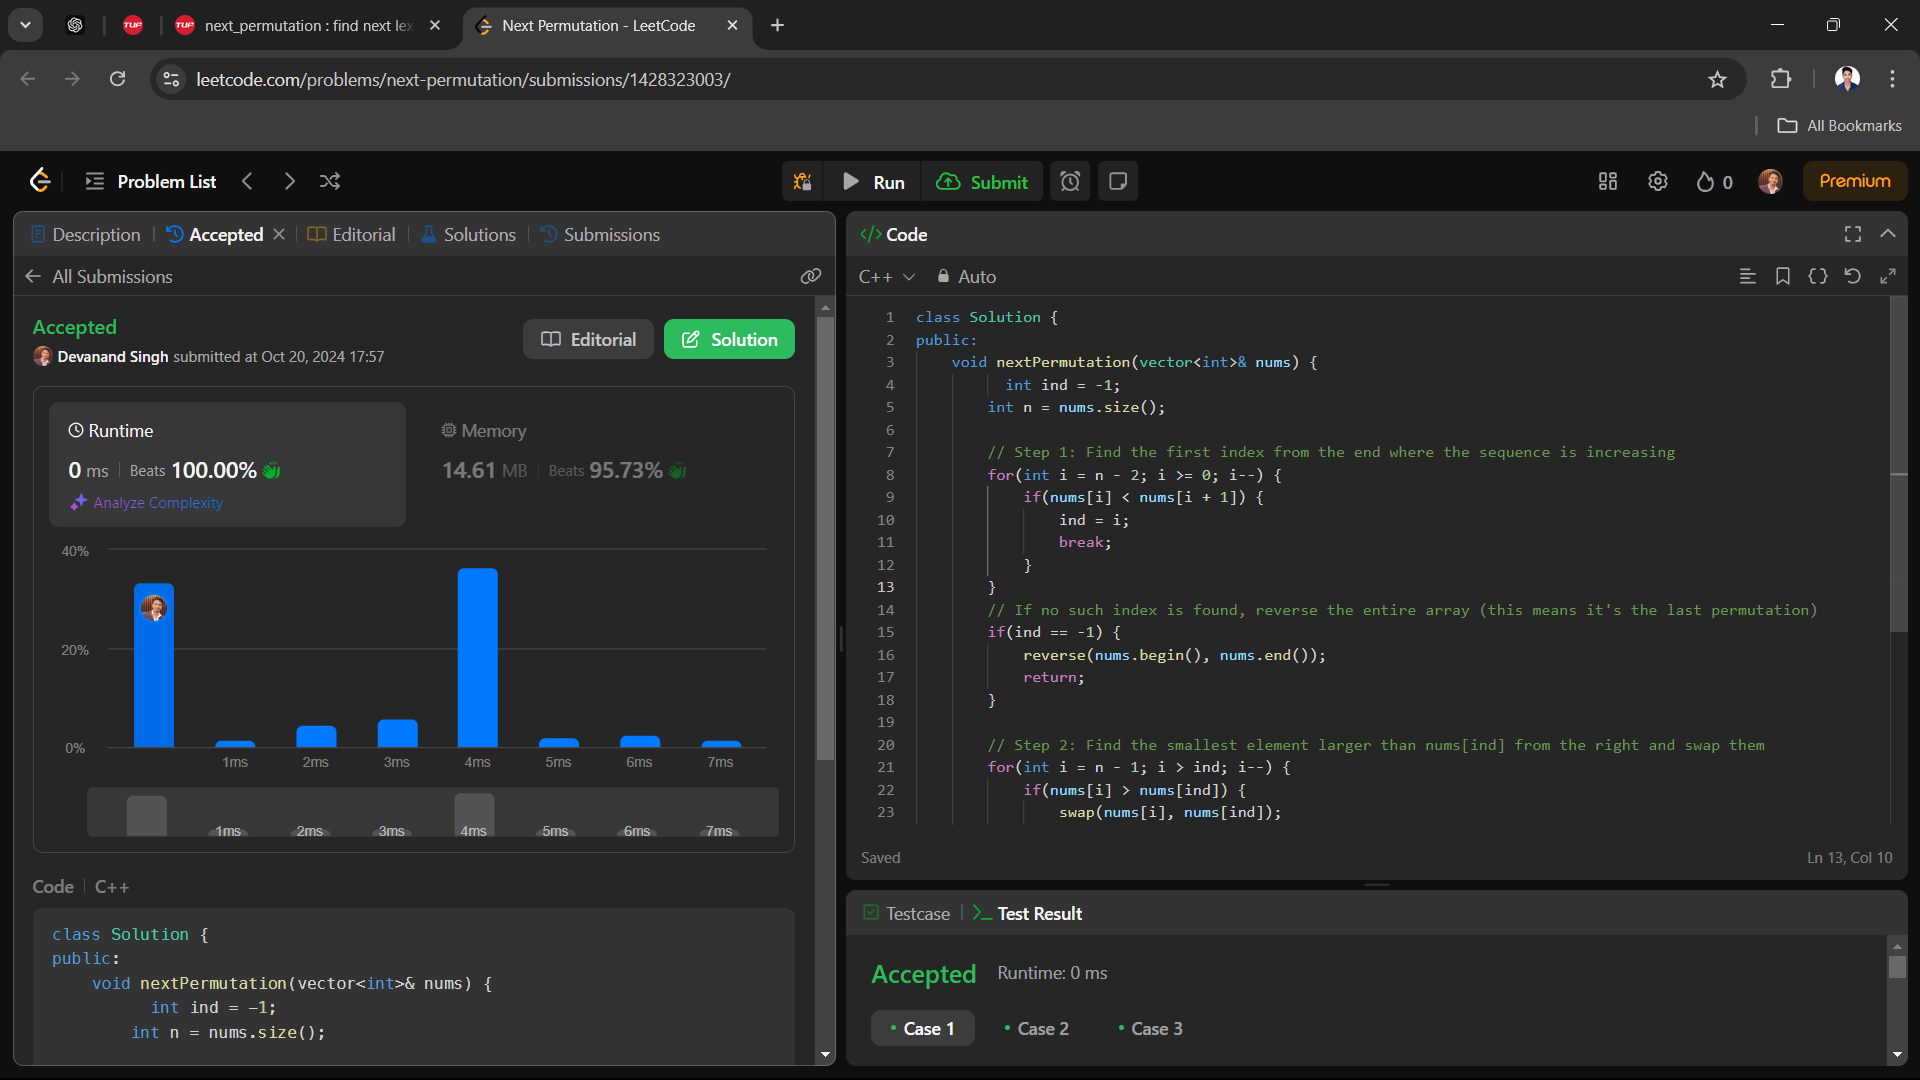 next_permutation : find next lex
Next Permutation - LeetCode
leetcode.com/problems/next-permutation/submissions/1428323003/
All Bookmarks
Problem List
Run
Submit
0
Premium
Description
Accepted
Editorial
Solutions
Submissions
All Submissions
Accepted
Devanand Singh submitted at Oct 20, 2024 17:57
Editorial
Solution
Runtime
0 ms | Beats 100.00%
Analyze Complexity
Memory
14.61 MB | Beats 95.73%
40%
20%
0%
1ms 2ms 3ms 4ms 5ms 6ms 7ms
1ms 2ms 3ms 4ms 5ms 6ms 7ms
Code | C++
class Solution {
public:
void nextPermutation(vector<int>& nums) {
int ind = -1;
int n = nums.size();
</> Code
C++ Auto
1 class Solution {
2 public:
3 void nextPermutation(vector<int>& nums) {
4 int ind = -1;
5 int n = nums.size();
6
7 // Step 1: Find the first index from the end where the sequence is increasing
8 for(int i = n - 2; i >= 0; i--) {
9 if(nums[i] < nums[i + 1]) {
10 ind = i;
11 break;
12 }
13 }
14 // If no such index is found, reverse the entire array (this means it's the last permutation)
15 if(ind == -1) {
16 reverse(nums.begin(), nums.end());
17 return;
18 }
19
20 // Step 2: Find the smallest element larger than nums[ind] from the right and swap them
21 for(int i = n - 1; i > ind; i--) {
22 if(nums[i] > nums[ind]) {
23 swap(nums[i], nums[ind]);
Saved
Ln 13, Col 10
Testcase
Test Result
Accepted Runtime: 0 ms
Case 1
Case 2
Case 3